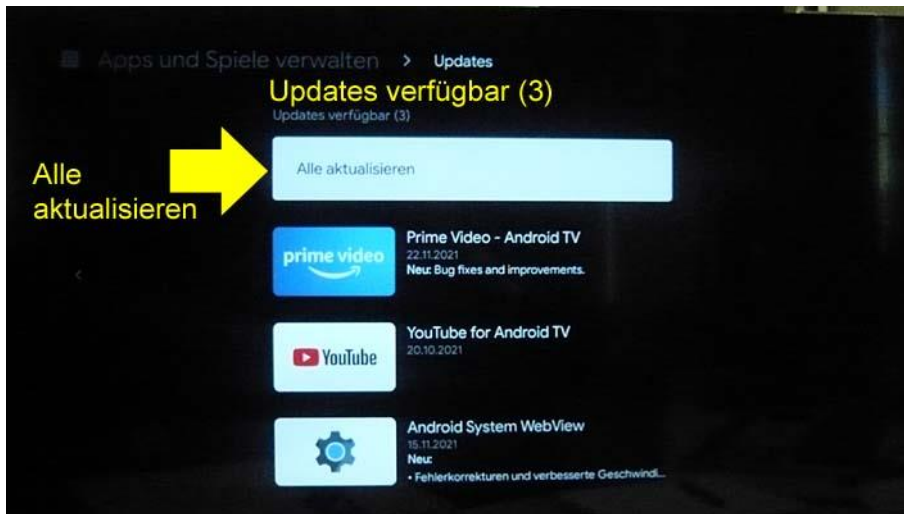 Apps und Spiele verwalten > Updates
Updates verfügbar (3)
Updates verfügbar (3)
Alle aktualisieren
Alle
aktualisieren
prime video
Prime Video - Android TV
22.11.2021
Neu: Bug fixes and improvements.
YouTube
YouTube for Android TV
20.10.2021
Android System WebView
15.11.2021
Neu:
• Fehlerkorrekturen und verbesserte Geschwindi...